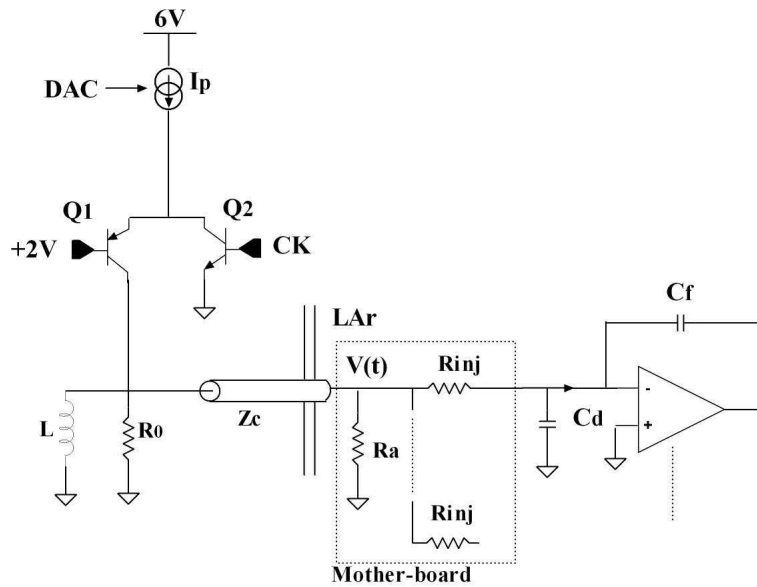 6V
DAC
Ip
Q1
Q2
+2V
CK
Cf
LAr
V(t)
Rinj
-
+
L
R0
Zc
Ra
Cd
Rinj
Mother-board